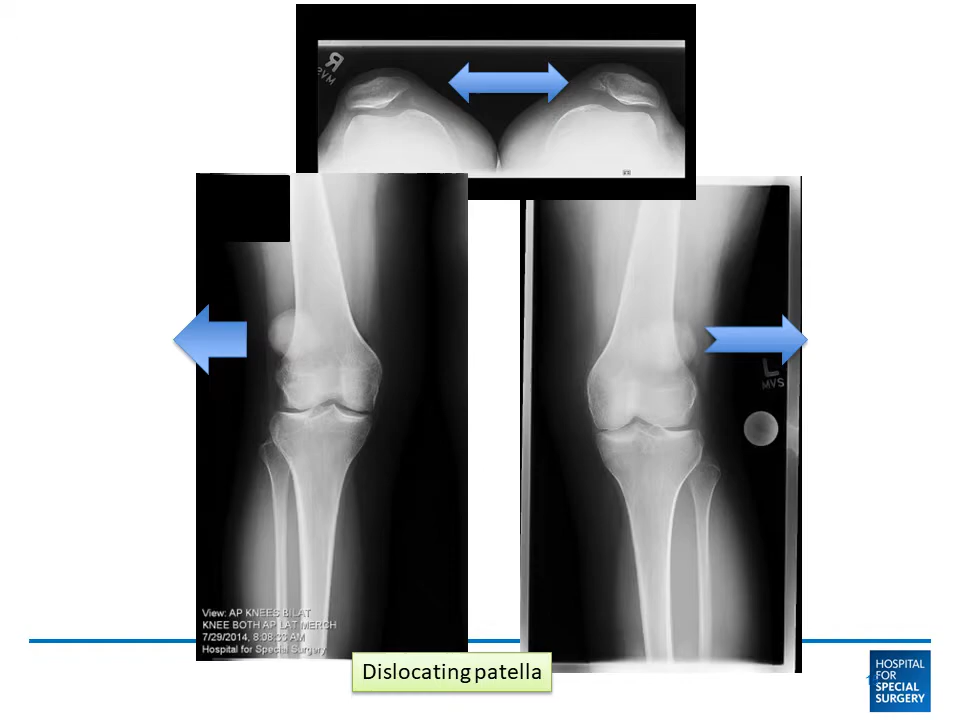 R
MVS
L
MVS
View: AP KNEES BILAT
KNEE BOTH AP LAT MERCH
7/29/2014, 8:08:33 AM
Hospital for Special Surgery
Dislocating patella
HOSPITAL
FOR
SPECIAL
SURGERY